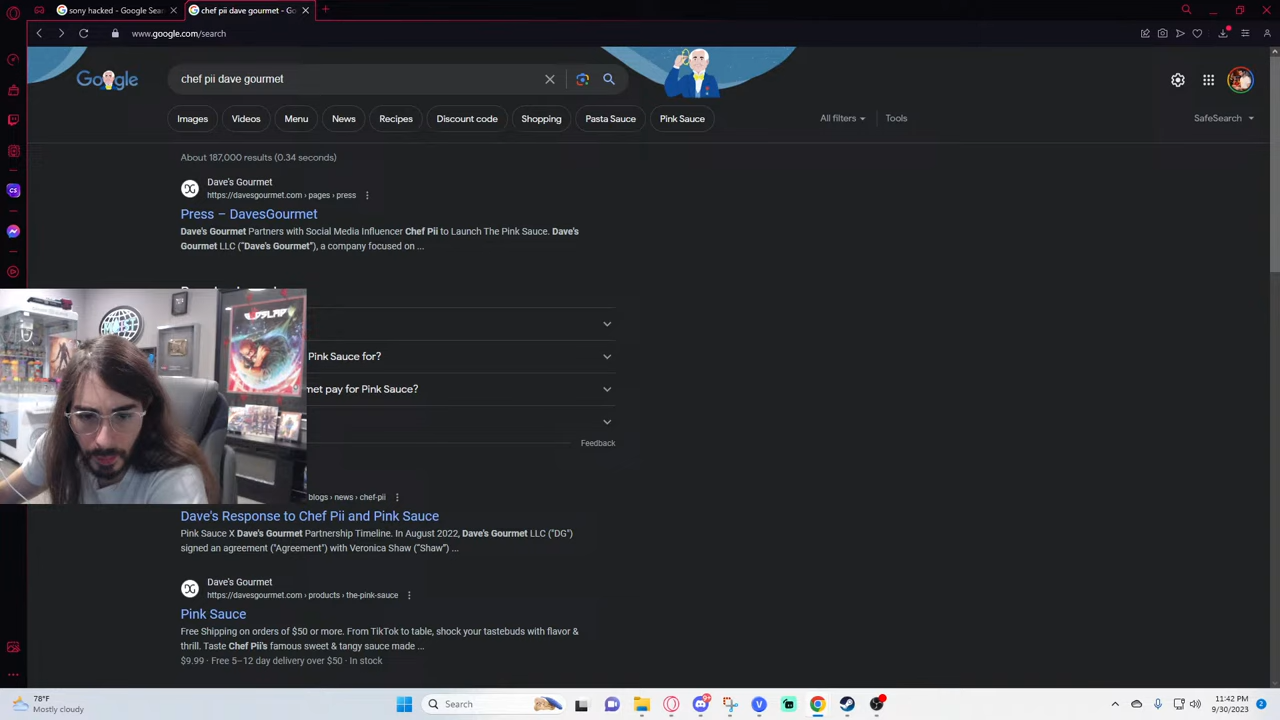 sony hacked - Google Sear
chef pii dave gourmet - Go
www.google.com/search
Google
chef pii dave gourmet
Images
Videos
Menu
News
Recipes
Discount code
Shopping
Pasta Sauce
Pink Sauce
All filters
Tools
SafeSearch
About 187,000 results (0.34 seconds)
Dave's Gourmet
https://davesgourmet.com › pages › press
Press – DavesGourmet
Dave's Gourmet Partners with Social Media Influencer Chef Pii to Launch The Pink Sauce. Dave's
Gourmet LLC ("Dave's Gourmet"), a company focused on ...
Pink Sauce for?
met pay for Pink Sauce?
Feedback
blogs › news › chef-pii
Dave's Response to Chef Pii and Pink Sauce
Pink Sauce X Dave's Gourmet Partnership Timeline. In August 2022, Dave's Gourmet LLC ("DG")
signed an agreement ("Agreement") with Veronica Shaw ("Shaw") ...
Dave's Gourmet
https://davesgourmet.com › products › the-pink-sauce
Pink Sauce
Free Shipping on orders of $50 or more. From TikTok to table, shock your tastebuds with flavor &
thrill. Taste Chef Pii's famous sweet & tangy sauce made ...
$9.99 · Free 5–12 day delivery over $50 · In stock
78°F
Mostly cloudy
Search
11:42 PM
9/30/2023